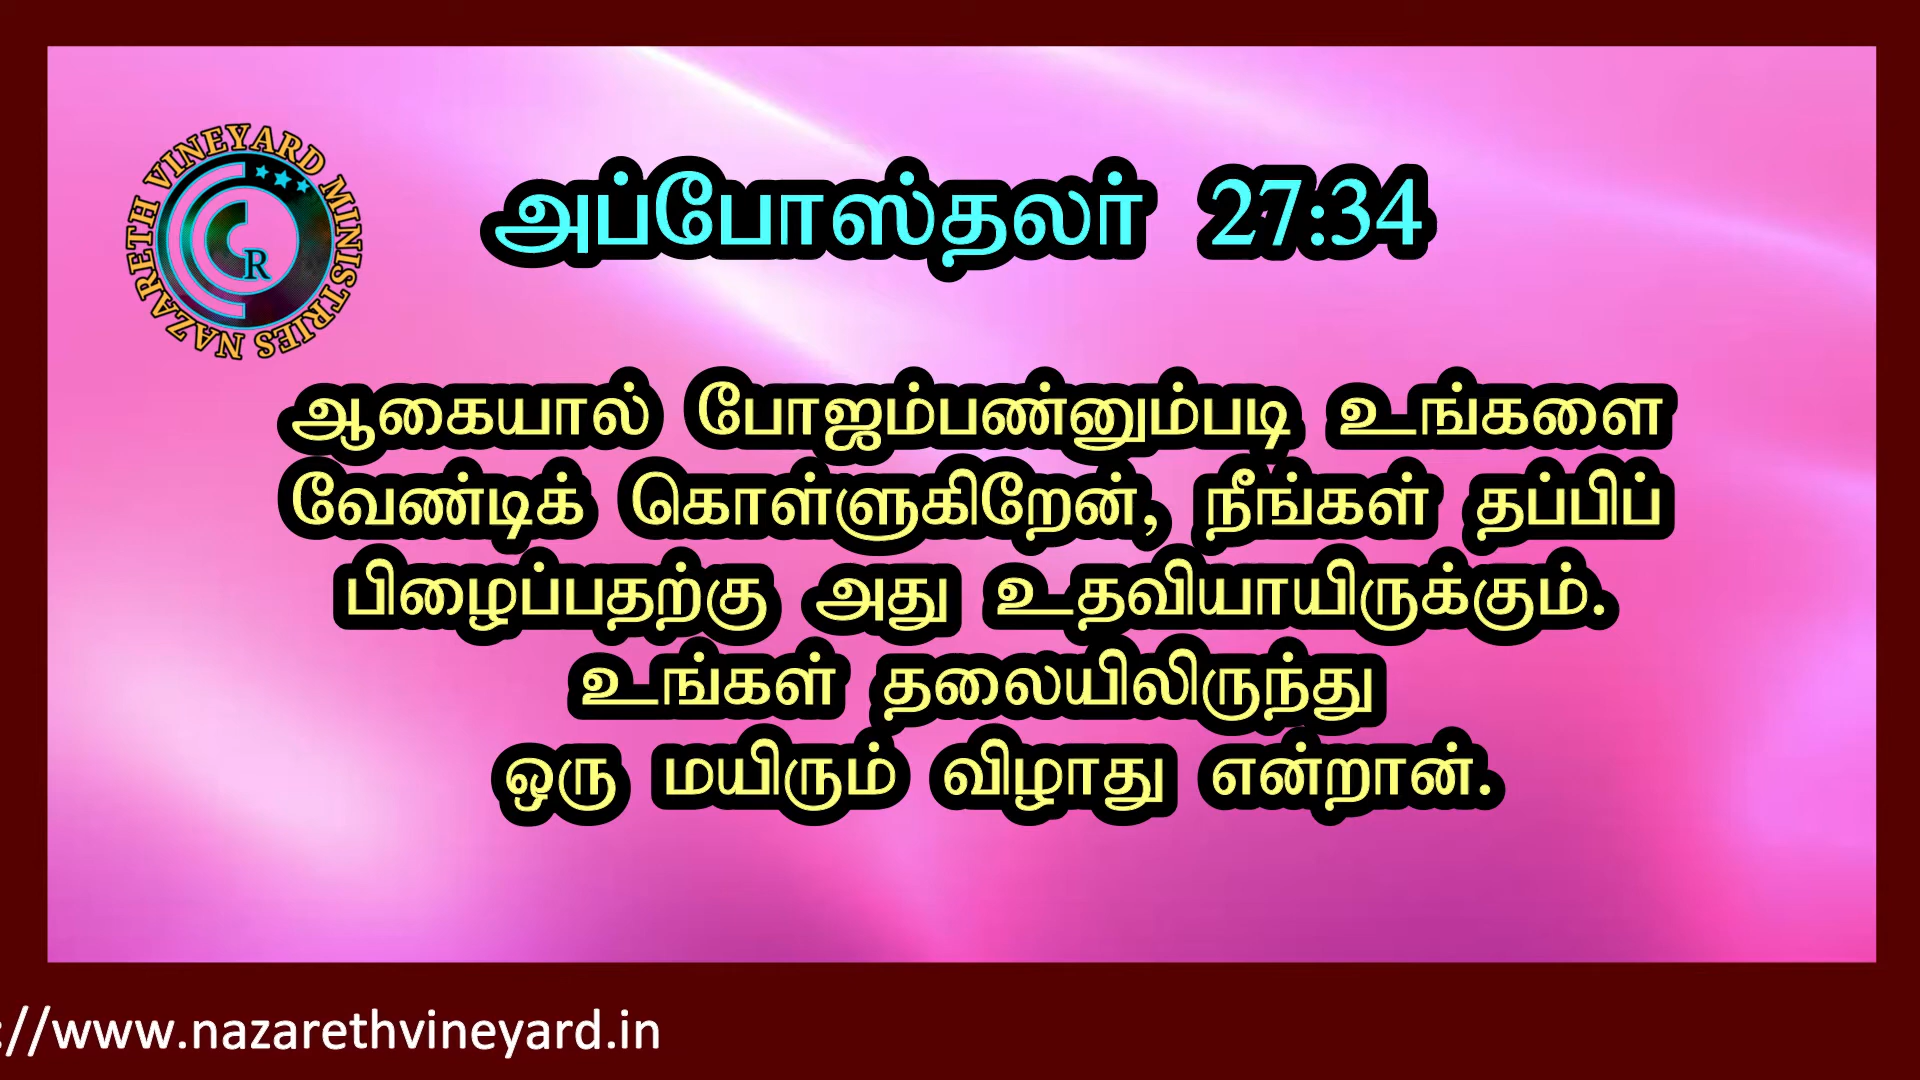 NAZARETH VINEYARD MINISTRIES
R
அப்போஸ்தலர் 27:34
ஆகையால் போஜம்பண்ணும்படி உங்களை
வேண்டிக் கொள்ளுகிறேன், நீங்கள் தப்பிப்
பிழைப்பதற்கு அது உதவியாயிருக்கும்.
உங்கள் தலையிலிருந்து
ஒரு மயிரும் விழாது என்றான்.
://www.nazarethvineyard.in